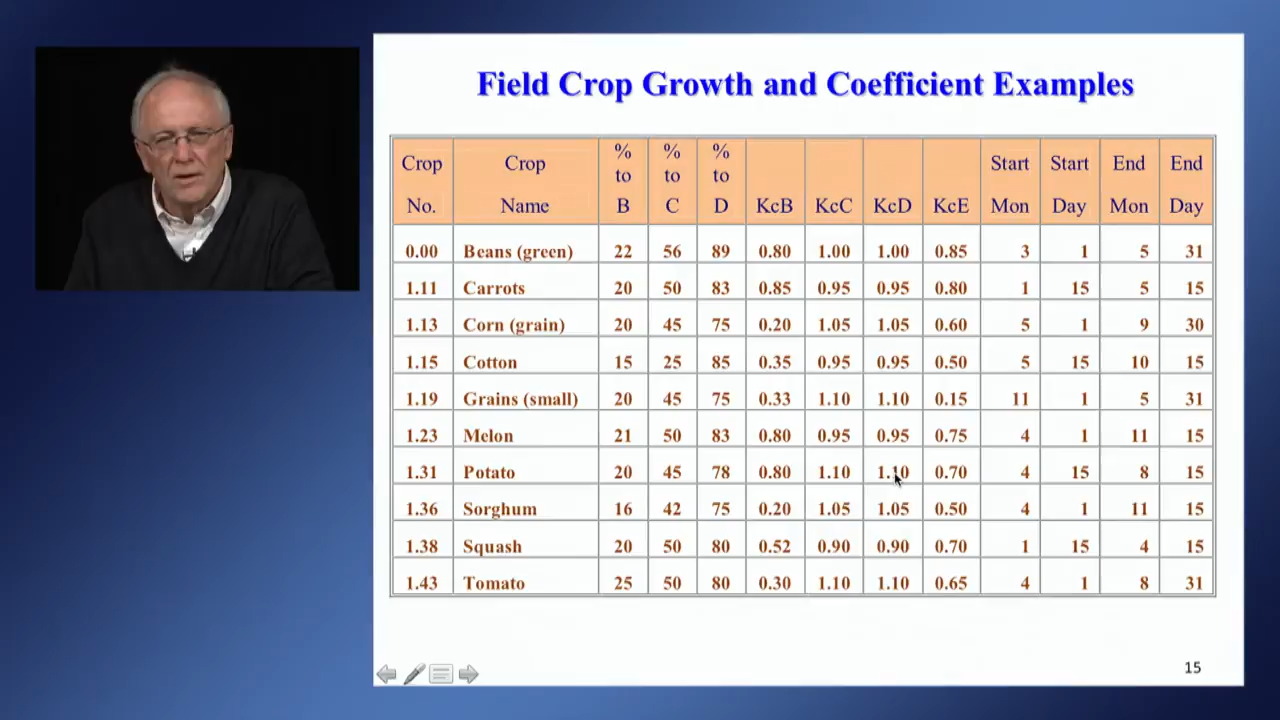 Field Crop Growth and Coefficient Examples
Crop No. Crop Name % to B % to C % to D KcB KcC KcD KcE Start Mon Start Day End Mon End Day
0.00 Beans (green) 22 56 89 0.80 1.00 1.00 0.85 3 1 5 31
1.11 Carrots 20 50 83 0.85 0.95 0.95 0.80 1 15 5 15
1.13 Corn (grain) 20 45 75 0.20 1.05 1.05 0.60 5 1 9 30
1.15 Cotton 15 25 85 0.35 0.95 0.95 0.50 5 15 10 15
1.19 Grains (small) 20 45 75 0.33 1.10 1.10 0.15 11 1 5 31
1.23 Melon 21 50 83 0.80 0.95 0.95 0.75 4 1 11 15
1.31 Potato 20 45 78 0.80 1.10 1.10 0.70 4 15 8 15
1.36 Sorghum 16 42 75 0.20 1.05 1.05 0.50 4 1 11 15
1.38 Squash 20 50 80 0.52 0.90 0.90 0.70 1 15 4 15
1.43 Tomato 25 50 80 0.30 1.10 1.10 0.65 4 1 8 31
15